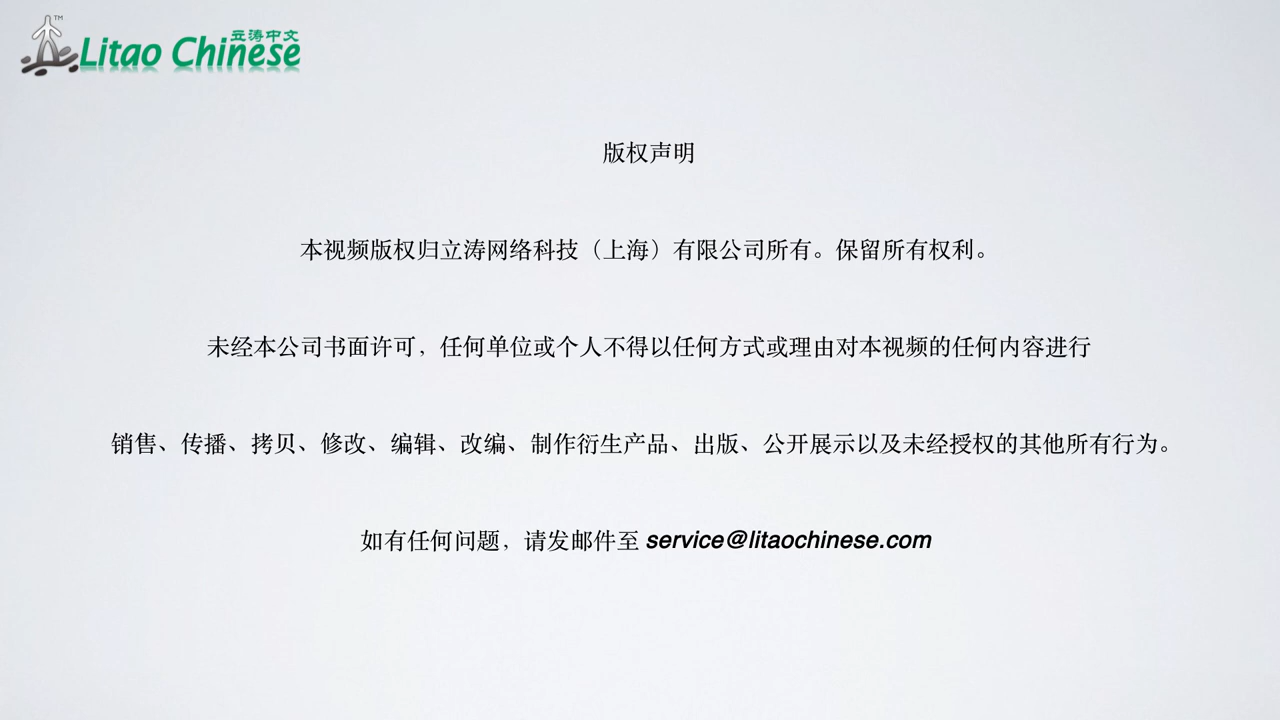 TM
立涛中文
Litao Chinese
版权声明
本视频版权归立涛网络科技（上海）有限公司所有。保留所有权利。
未经本公司书面许可，任何单位或个人不得以任何方式或理由对本视频的任何内容进行
销售、传播、拷贝、修改、编辑、改编、制作衍生产品、出版、公开展示以及未经授权的其他所有行为。
如有任何问题，请发邮件至 service@litaochinese.com